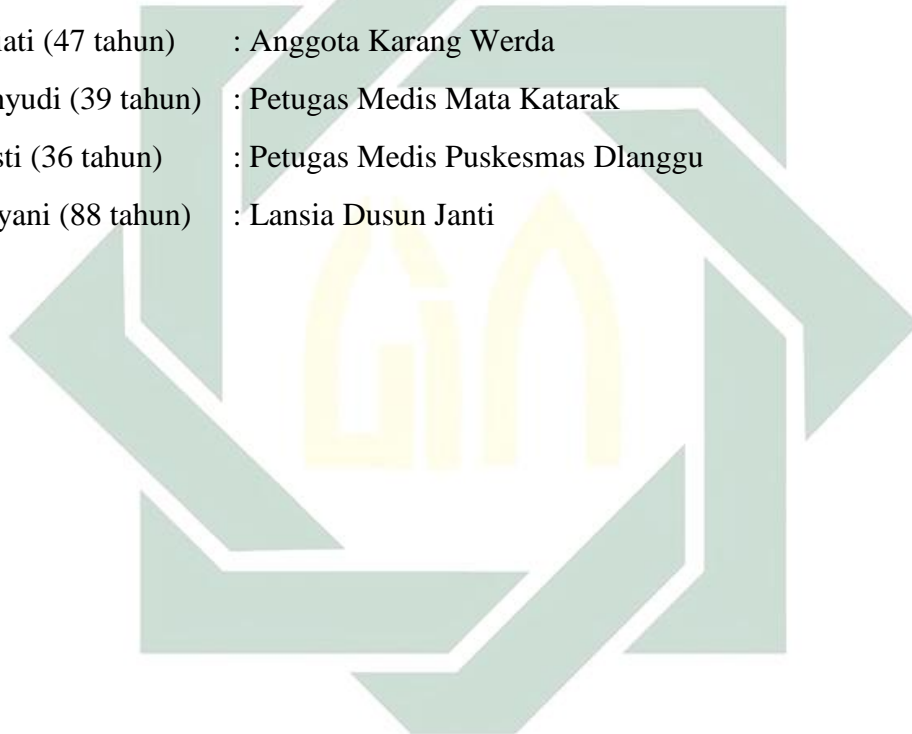 ati (47 tahun) : Anggota Karang Werda
yudi (39 tahun) : Petugas Medis Mata Katarak
sti (36 tahun) : Petugas Medis Puskesmas Dlanggu
yani (88 tahun) : Lansia Dusun Janti